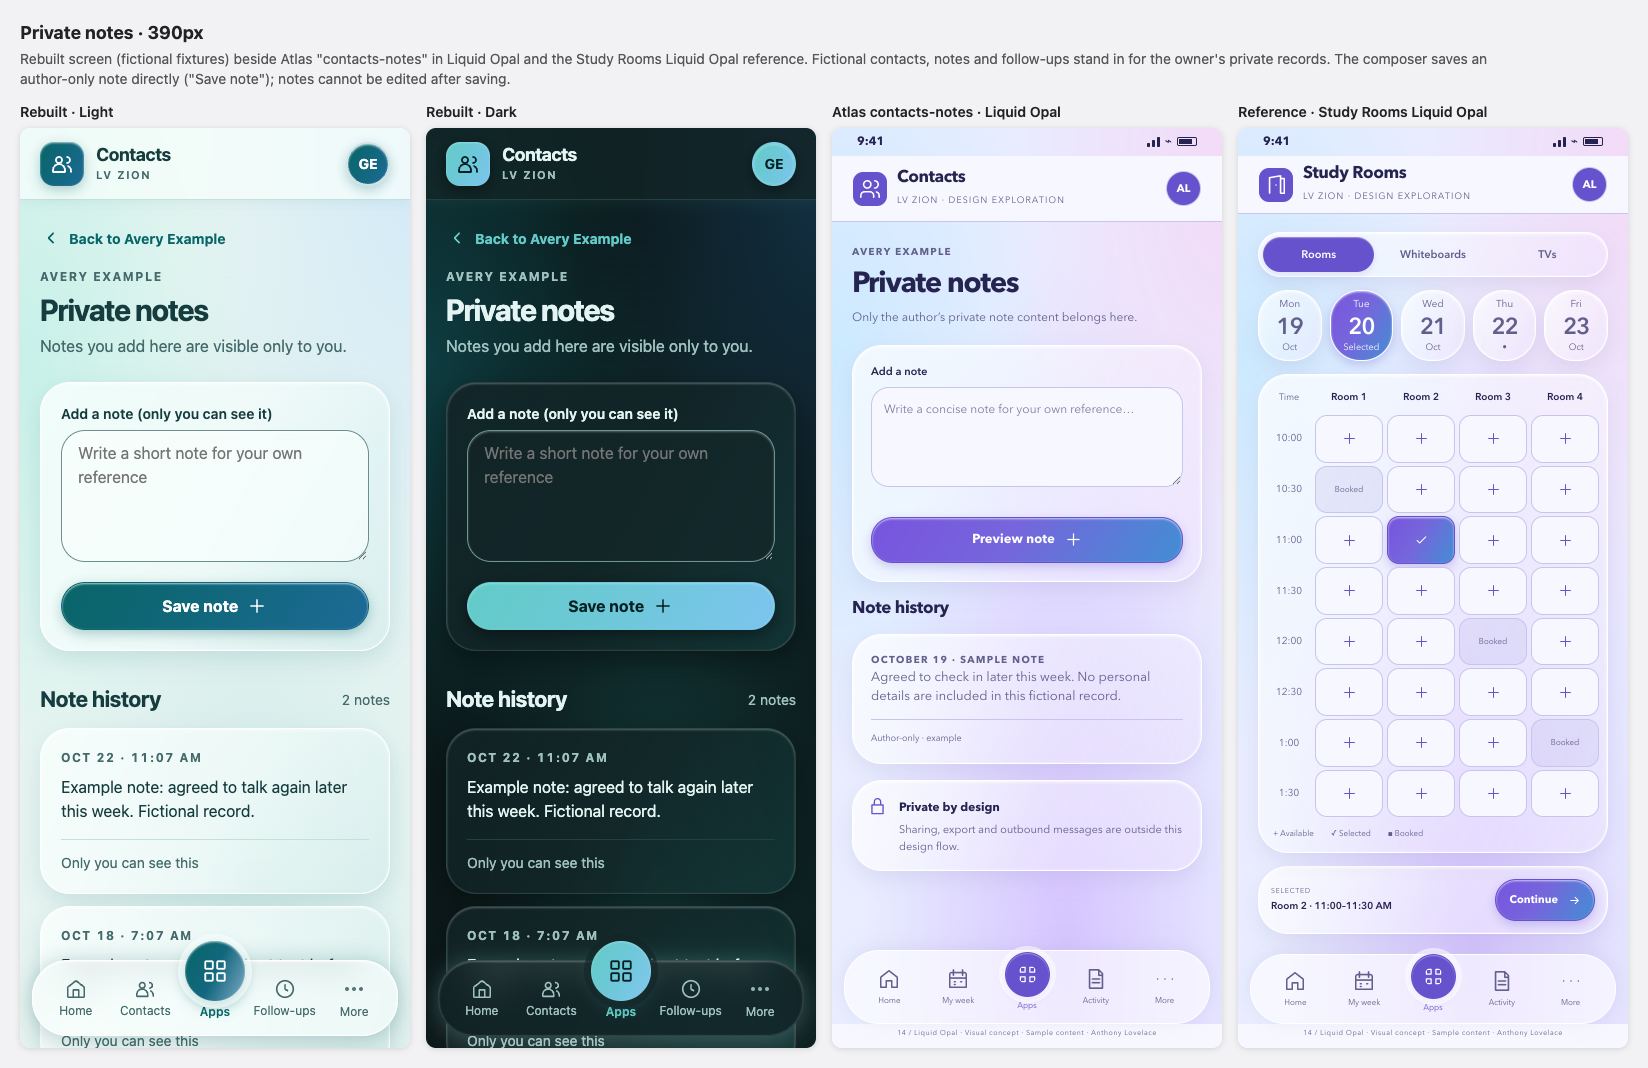 Private notes · 390px
Rebuilt screen (fictional fixtures) beside Atlas "contacts-notes" in Liquid Opal and the Study Rooms Liquid Opal reference. Fictional contacts, notes and follow-ups stand in for the owner's private records. The composer saves an
author-only note directly ("Save note"); notes cannot be edited after saving.
Rebuilt · Light
Contacts
LV ZION
GE
Back to Avery Example
AVERY EXAMPLE
Private notes
Notes you add here are visible only to you.
Add a note (only you can see it)
Write a short note for your own
reference
Save note
Note history
2 notes
OCT 22 · 11:07 AM
Example note: agreed to talk again later
this week. Fictional record.
Only you can see this
OCT 18 · 7:07 AM
Home
Contacts
Apps
Follow-ups
More
Only you can see this
Rebuilt · Dark
Contacts
LV ZION
GE
Back to Avery Example
AVERY EXAMPLE
Private notes
Notes you add here are visible only to you.
Add a note (only you can see it)
Write a short note for your own
reference
Save note
Note history
2 notes
OCT 22 · 11:07 AM
Example note: agreed to talk again later
this week. Fictional record.
Only you can see this
OCT 18 · 7:07 AM
Home
Contacts
Apps
Follow-ups
More
Only you can see this
Atlas contacts-notes · Liquid Opal
9:41
Contacts
LV ZION · DESIGN EXPLORATION
AL
AVERY EXAMPLE
Private notes
Only the author's private note content belongs here.
Add a note
Write a concise note for your own reference…
Preview note
Note history
OCTOBER 19 · SAMPLE NOTE
Agreed to check in later this week. No personal
details are included in this fictional record.
Author-only · example
Private by design
Sharing, export and outbound messages are outside this
design flow.
Home
My week
Apps
Activity
More
14 / Liquid Opal · Visual concept · Sample content · Anthony Lovelace
Reference · Study Rooms Liquid Opal
9:41
Study Rooms
LV ZION · DESIGN EXPLORATION
AL
Rooms
Whiteboards
TVs
Mon Tue Wed Thu Fri
19 20 21 22 23
Oct Selected Oct • Oct
Time Room 1 Room 2 Room 3 Room 4
10:00 + + + +
10:30 Booked + + +
11:00 + ✓ + +
11:30 + + + +
12:00 + + Booked +
12:30 + + + +
1:00 + + + Booked
1:30 + + + +
+ Available ✓ Selected ■ Booked
SELECTED
Room 2 · 11:00–11:30 AM
Continue →
Home
My week
Apps
Activity
More
14 / Liquid Opal · Visual concept · Sample content · Anthony Lovelace